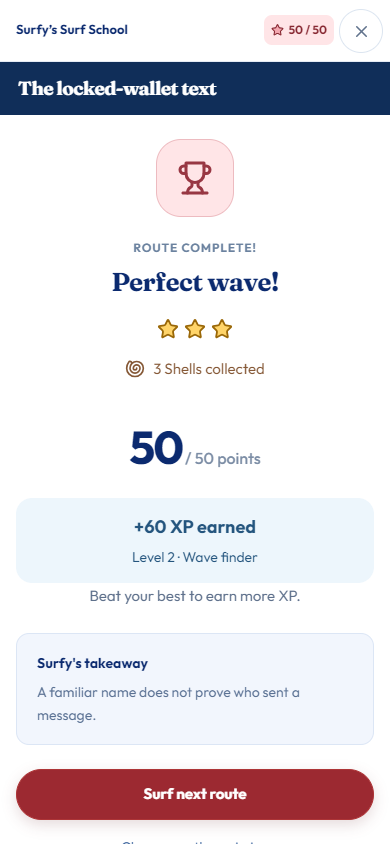 Surfy's Surf School
50 / 50
The locked-wallet text
ROUTE COMPLETE!
Perfect wave!
3 Shells collected
50 / 50 points
+60 XP earned
Level 2 · Wave finder
Beat your best to earn more XP.
Surfy's takeaway
A familiar name does not prove who sent a
message.
Surf next route